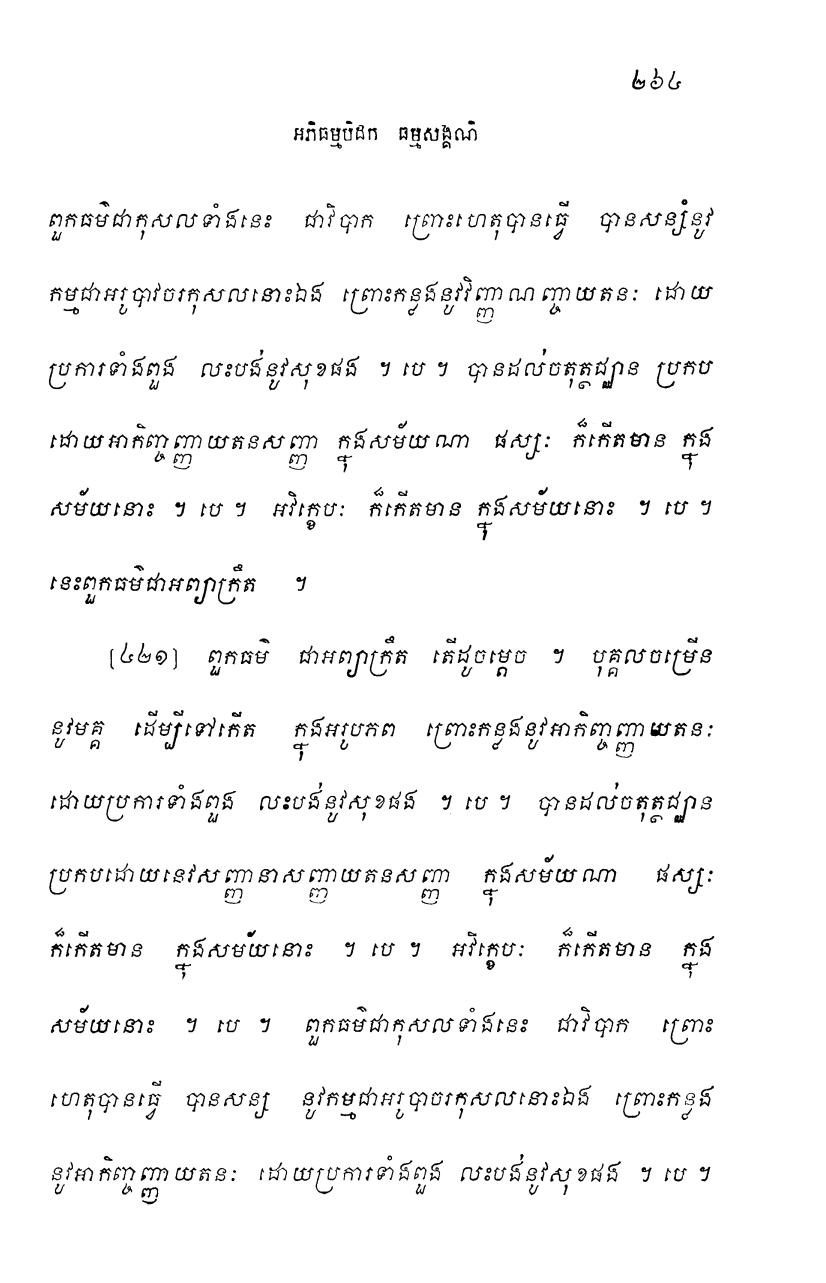 ២៦៤
អភិធម្មបិដក ធម្មសង្គណិ
ពួកធម៌ជាកុសលទាំងនេះ ជាវិបាក ព្រោះហេតុបានធ្វើ បានសន្សំនូវ
កម្មជាអរូបាវចរកុសលនោះឯង ព្រោះកន្លងនូវវិញ្ញាណញ្ចាយតនៈ ដោយ
ប្រការទាំងពួង លះបង់នូវសុខផង ។ បេ ។ បានដល់ចតុត្ថជ្ឈាន ប្រកប
ដោយអាកិញ្ចញ្ញាយតនសញ្ញា ក្នុងសម័យណា ផស្សៈ ក៏កើតមាន ក្នុង
សម័យនោះ ។ បេ ។ អវិក្ខេបៈ ក៏កើតមាន ក្នុងសម័យនោះ ។ បេ ។
នេះពួកធម៌ជាអព្យាក្រឹត ។
[៤២១] ពួកធម៌ ជាអព្យាក្រឹត តើដូចម្តេច ។ បុគ្គលចម្រើន
នូវមគ្គ ដើម្បីទៅកើត ក្នុងអរូបភព ព្រោះកន្លងនូវអាកិញ្ចញ្ញាយតនៈ
ដោយប្រការទាំងពួង លះបង់នូវសុខផង ។ បេ ។ បានដល់ចតុត្ថជ្ឈាន
ប្រកបដោយនេវសញ្ញានាសញ្ញាយតនសញ្ញា ក្នុងសម័យណា ផស្សៈ
ក៏កើតមាន ក្នុងសម័យនោះ ។ បេ ។ អវិក្ខេបៈ ក៏កើតមាន ក្នុង
សម័យនោះ ។ បេ ។ ពួកធម៌ជាកុសលទាំងនេះ ជាវិបាក ព្រោះ
ហេតុបានធ្វើ បានសន្ស នូវកម្មជាអរូបាចរកុសលនោះឯង ព្រោះកន្លង
នូវអាកិញ្ចញ្ញាយតនៈ ដោយប្រការទាំងពួង លះបង់នូវសុខផង ។ បេ ។